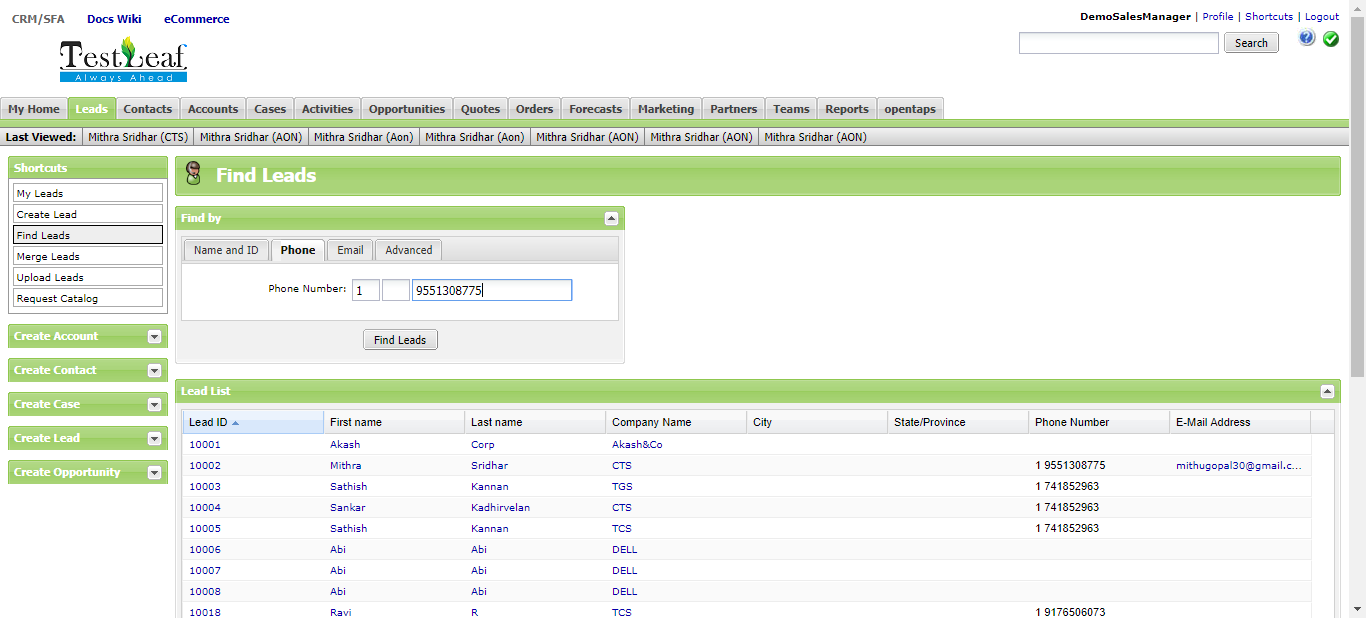 CRM/SFA Docs Wiki eCommerce
DemoSalesManager | Profile | Shortcuts | Logout
TestLeaf
Always Ahead
Search
My Home Leads Contacts Accounts Cases Activities Opportunities Quotes Orders Forecasts Marketing Partners Teams Reports opentaps
Last Viewed: Mithra Sridhar (CTS) Mithra Sridhar (AON) Mithra Sridhar (Aon) Mithra Sridhar (Aon) Mithra Sridhar (AON) Mithra Sridhar (AON) Mithra Sridhar (AON)
Shortcuts
My Leads
Create Lead
Find Leads
Merge Leads
Upload Leads
Request Catalog
Create Account
Create Contact
Create Case
Create Lead
Create Opportunity
Find Leads
Find by
Name and ID Phone Email Advanced
Phone Number: 1 9551308775
Find Leads
Lead List
Lead ID First name Last name Company Name City State/Province Phone Number E-Mail Address
10001 Akash Corp Akash&Co
10002 Mithra Sridhar CTS 1 9551308775 mithugopal30@gmail.c...
10003 Sathish Kannan TGS 1 741852963
10004 Sankar Kadhirvelan CTS 1 741852963
10005 Sathish Kannan TCS 1 741852963
10006 Abi Abi DELL
10007 Abi Abi DELL
10008 Abi Abi DELL
10018 Ravi R TCS 1 9176506073